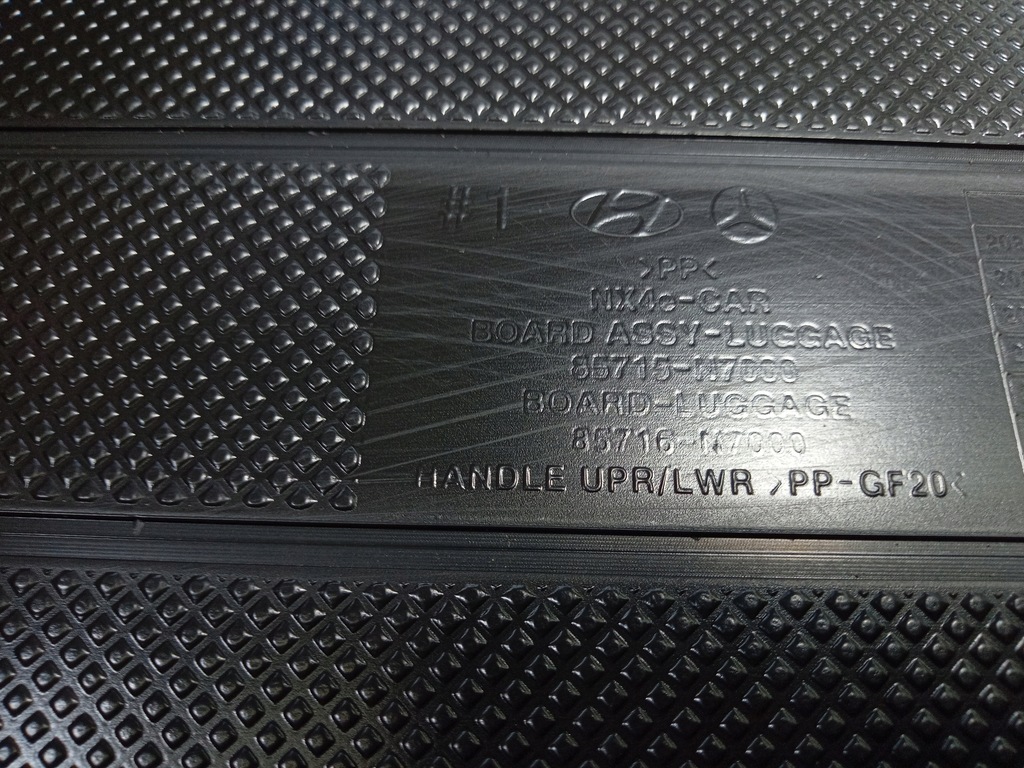 #1
>PP<
NX4e-CAR
BOARD ASSY-LUGGAGE
85715-N7000
BOARD-LUGGAGE
85716-N7000
HANDLE UPR/LWR >PP-GF20<